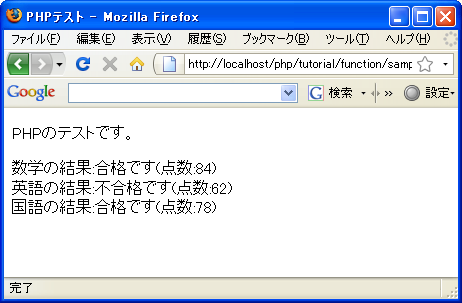 PHPテスト - Mozilla Firefox
ファイル(F) 編集(E) 表示(V) 履歴(S) ブックマーク(B) ツール(T) ヘルプ(H)
http://localhost/php/tutorial/function/samp
Google 検索 » 設定
PHPのテストです。
数学の結果:合格です(点数:84)
英語の結果:不合格です(点数:62)
国語の結果:合格です(点数:78)
完了